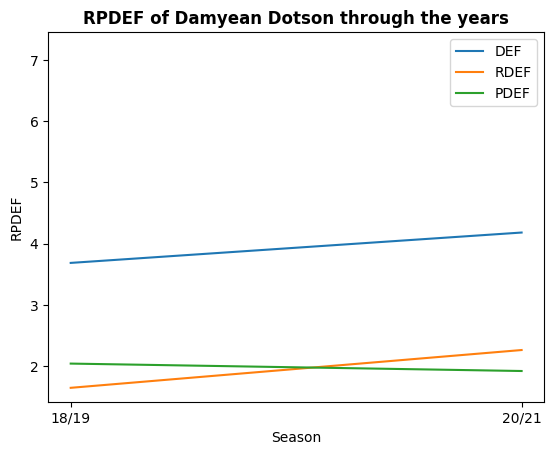 RPDEF of Damyean Dotson through the years
DEF
RDEF
PDEF
7
6
5
4
3
2
RPDEF
18/19
20/21
Season